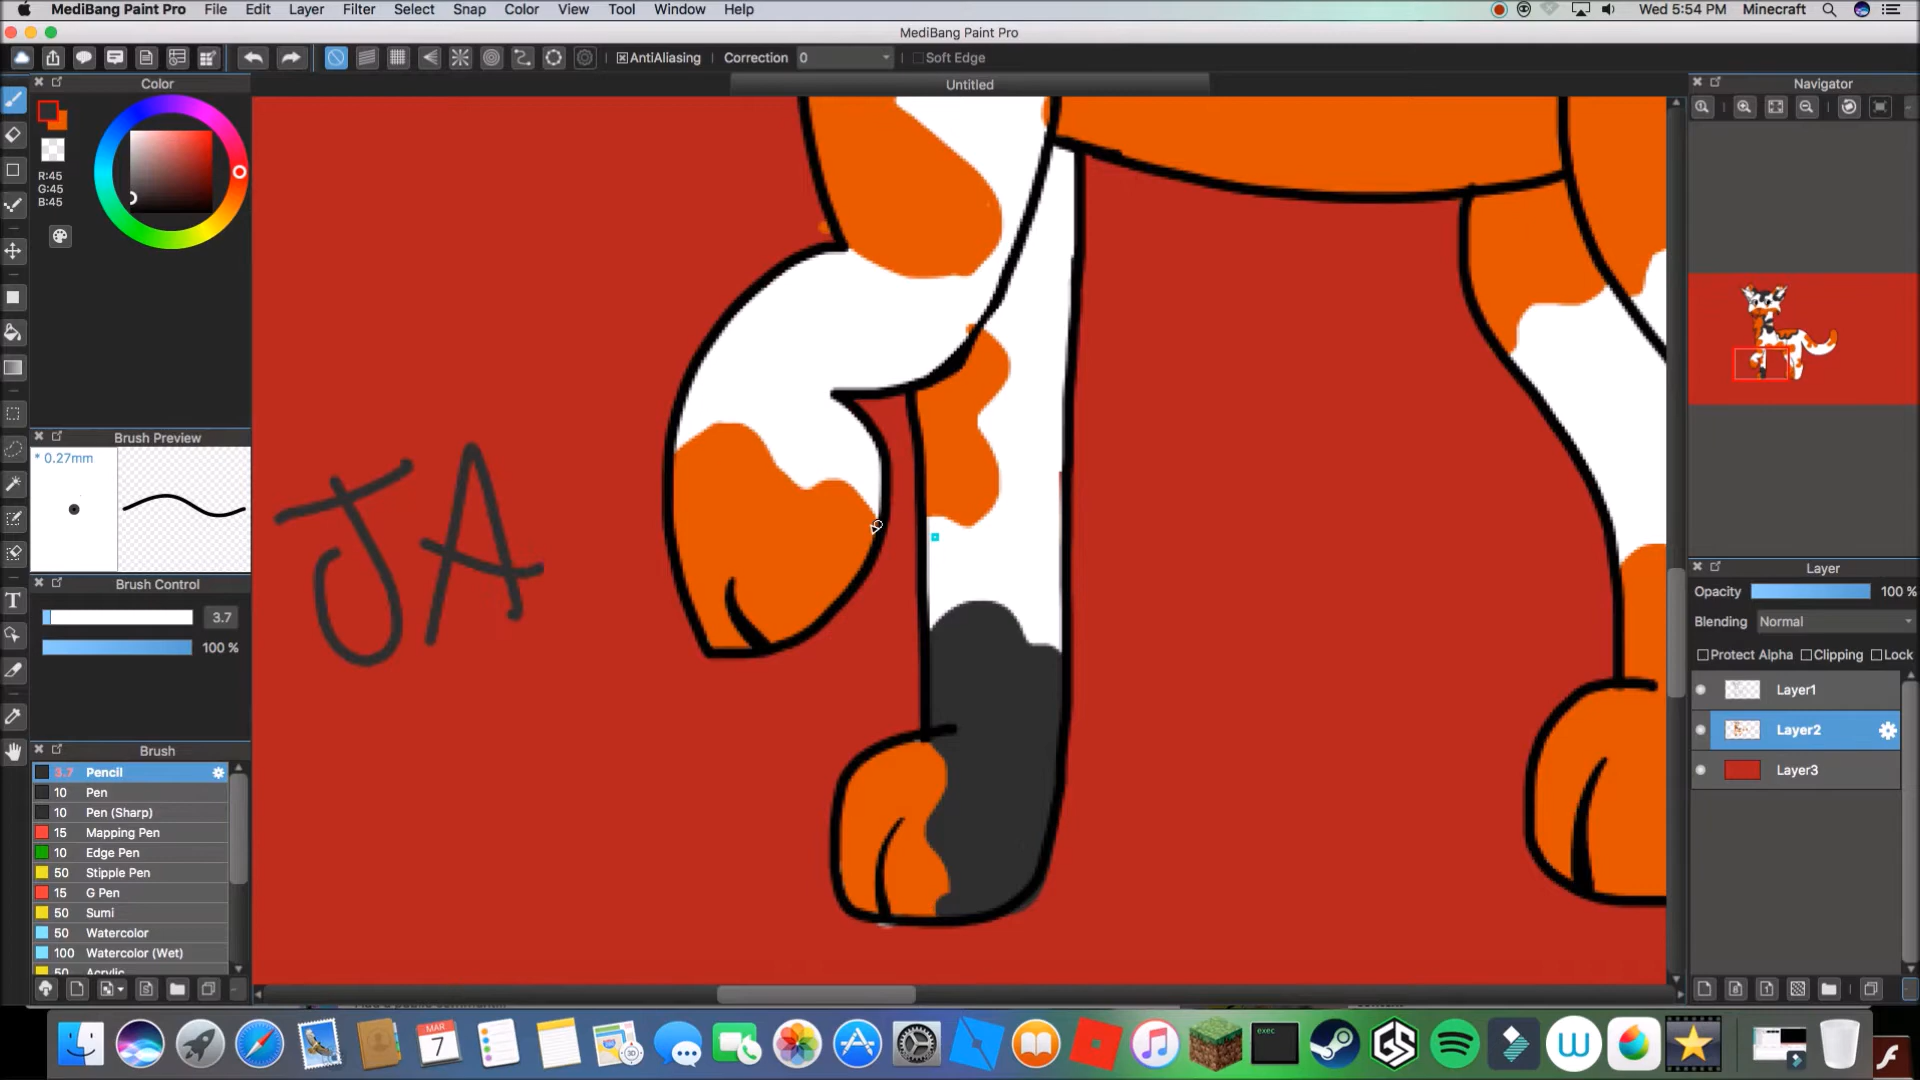 MediBang Paint Pro File Edit Layer Filter Select Snap Color View Tool Window Help Wed 5:54 PM Minecraft
MediBang Paint Pro
AntiAliasing Correction 0 Soft Edge
Color
Untitled
Navigator
R:45
G:45
B:45
Brush Preview
* 0.27mm
JA
Brush Control
3.7
100 %
Layer
Opacity 100 %
Blending Normal
Protect Alpha Clipping Lock
Layer1
Layer2
Layer3
Brush
3.7 Pencil
10 Pen
10 Pen (Sharp)
15 Mapping Pen
10 Edge Pen
50 Stipple Pen
15 G Pen
50 Sumi
50 Watercolor
100 Watercolor (Wet)
50 Acrylic
T
MAR
7
3D
exec
GS
W